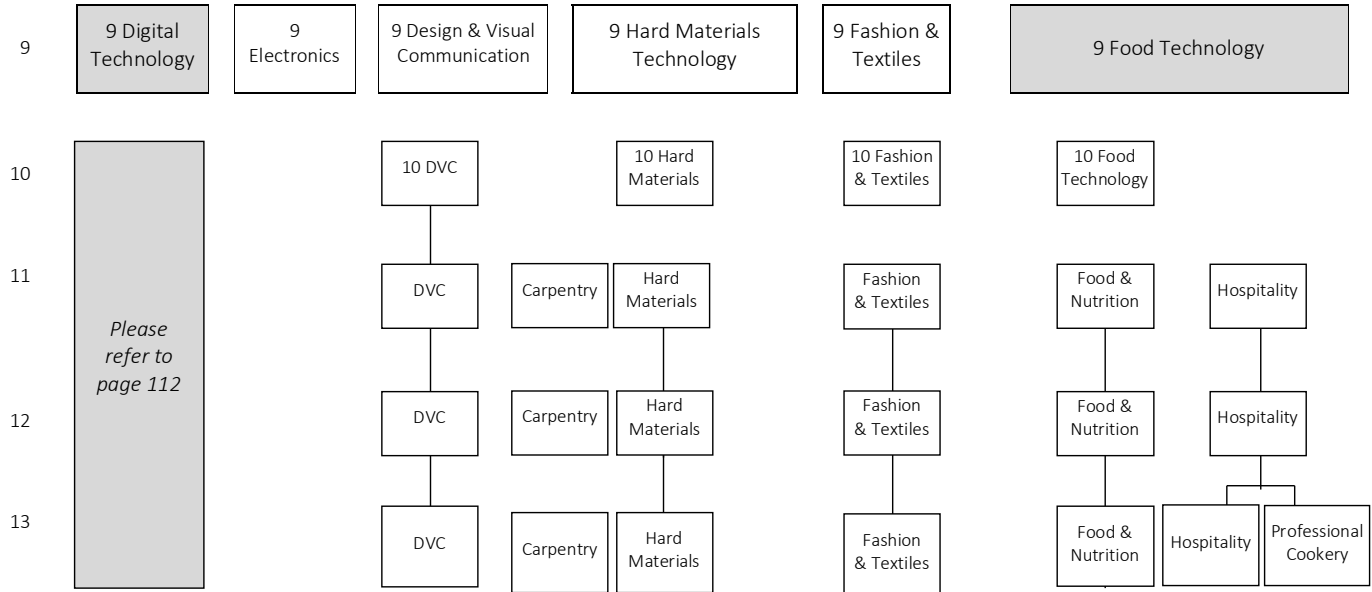 9
9 Digital
Technology
9
Electronics
9 Design & Visual
Communication
9 Hard Materials
Technology
9 Fashion &
Textiles
9 Food Technology
10
10 DVC
10 Hard
Materials
10 Fashion
& Textiles
10 Food
Technology
11
DVC
Carpentry
Hard
Materials
Fashion
& Textiles
Food &
Nutrition
Hospitality
Please
refer to
page 112
12
DVC
Carpentry
Hard
Materials
Fashion
& Textiles
Food &
Nutrition
Hospitality
13
DVC
Carpentry
Hard
Materials
Fashion
& Textiles
Food &
Nutrition
Hospitality
Professional
Cookery